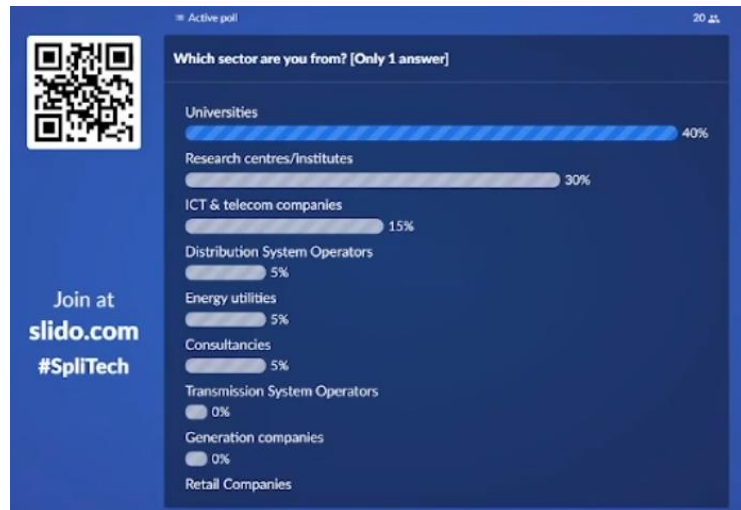 Active poll
20
Which sector are you from? [Only 1 answer]
Universities
40%
Research centres/institutes
30%
ICT & telecom companies
15%
Distribution System Operators
5%
Energy utilities
5%
Consultancies
5%
Transmission System Operators
0%
Generation companies
0%
Retail Companies
Join at
slido.com
#SpliTech